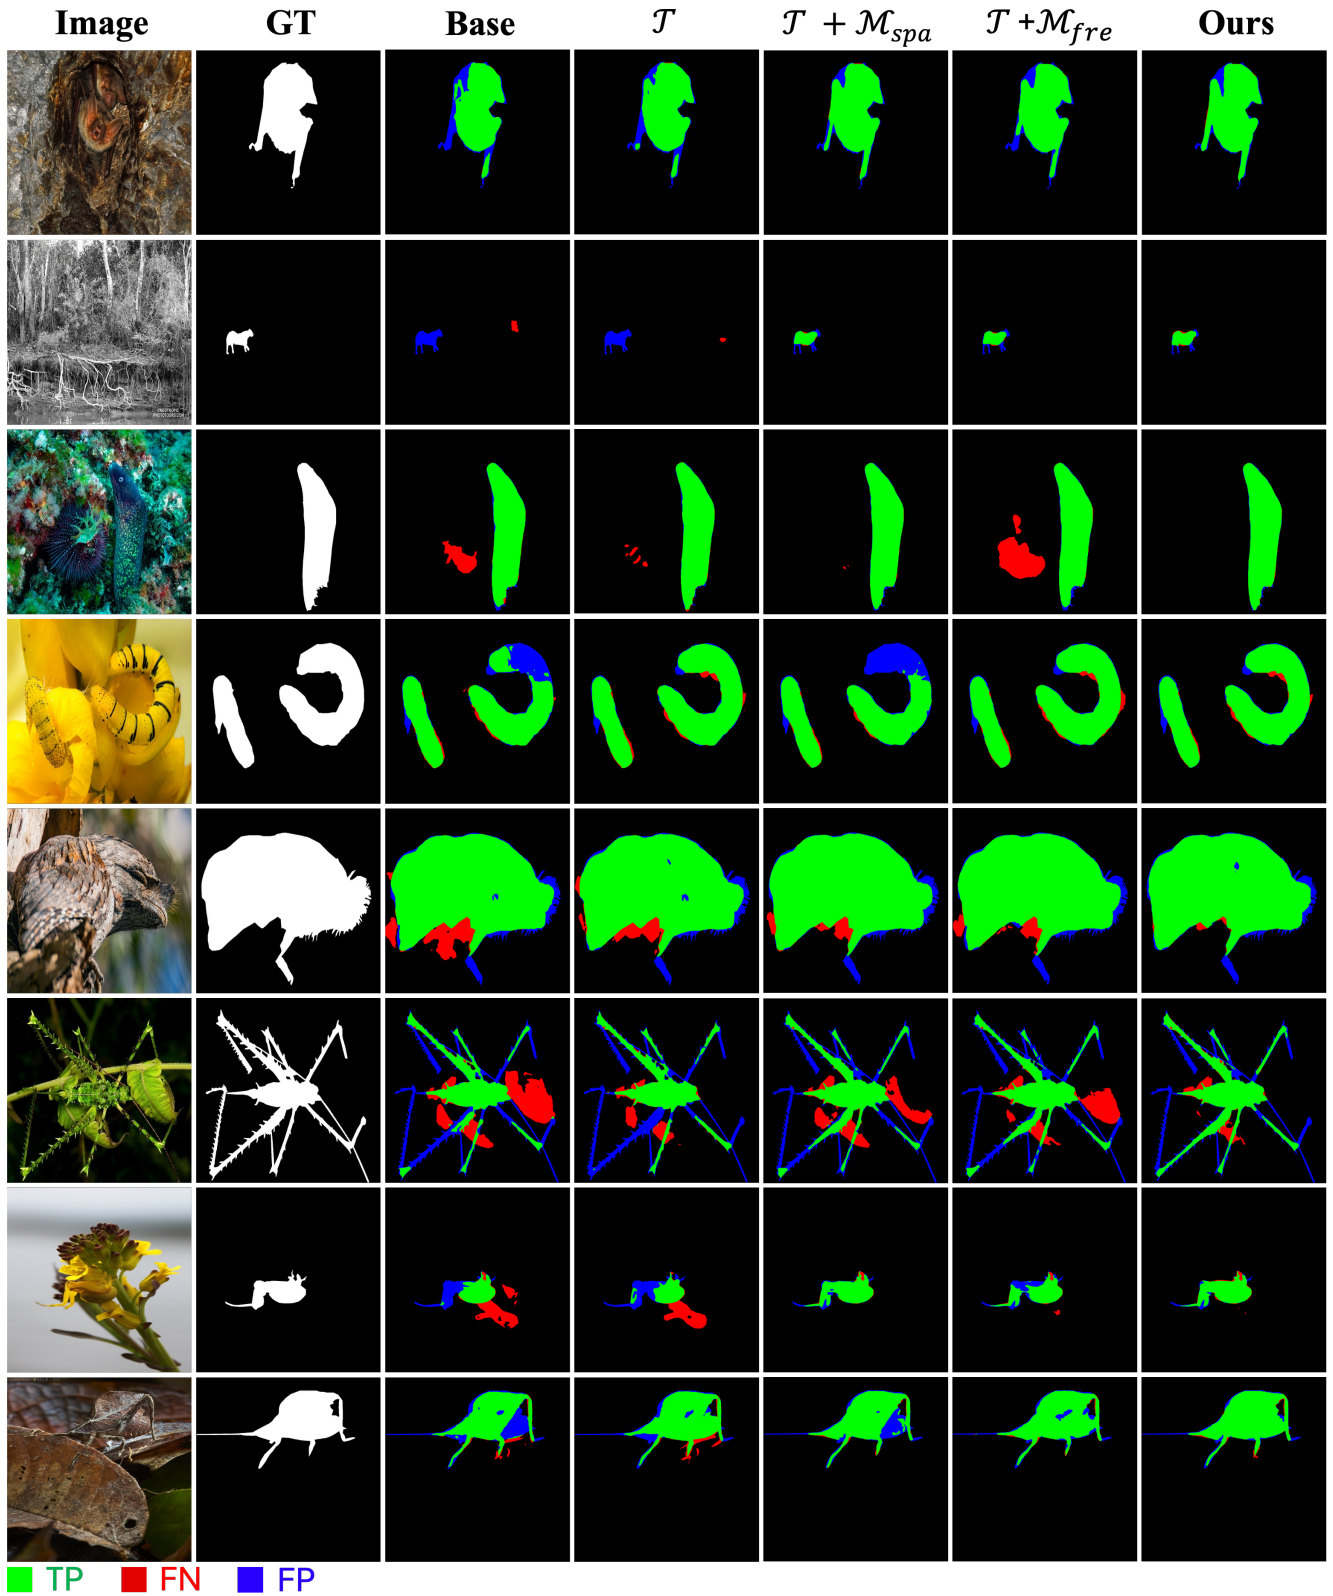 Image GT Base 𝒯 𝒯 + ℳspa 𝒯 +ℳfre Ours
TP FN FP